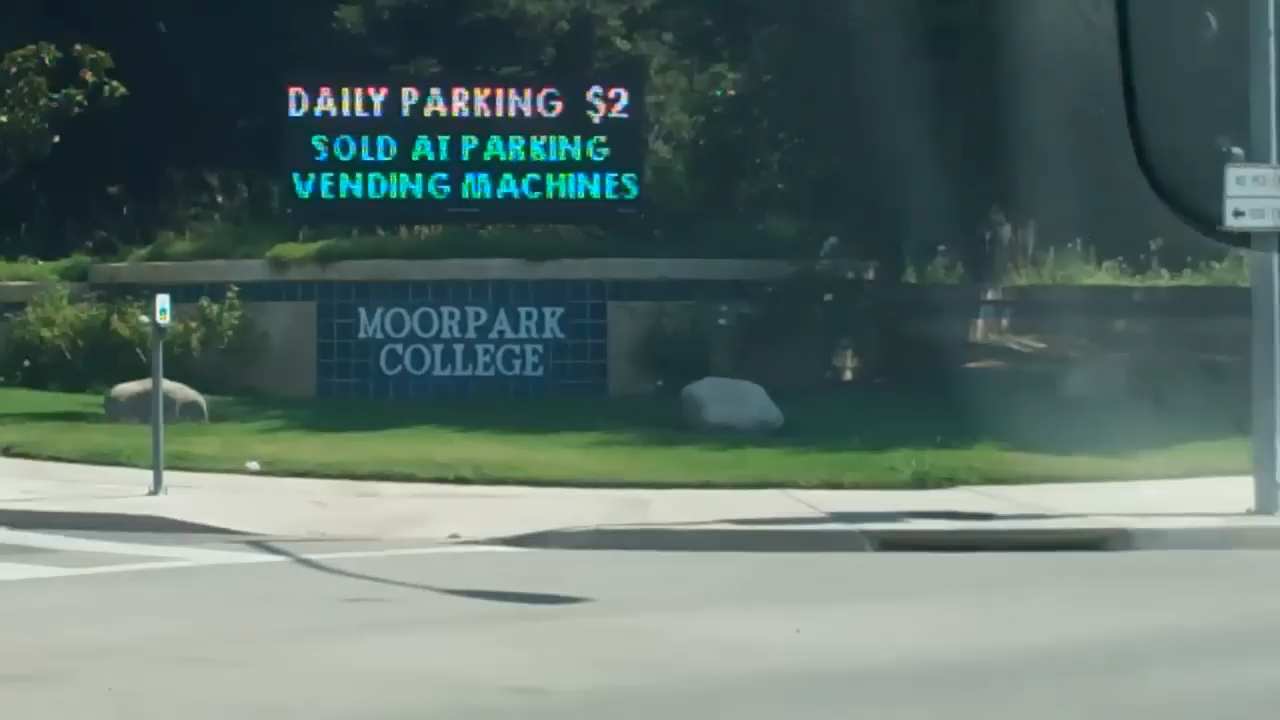 DAILY PARKING $2
SOLD AT PARKING
VENDING MACHINES
MOORPARK
COLLEGE